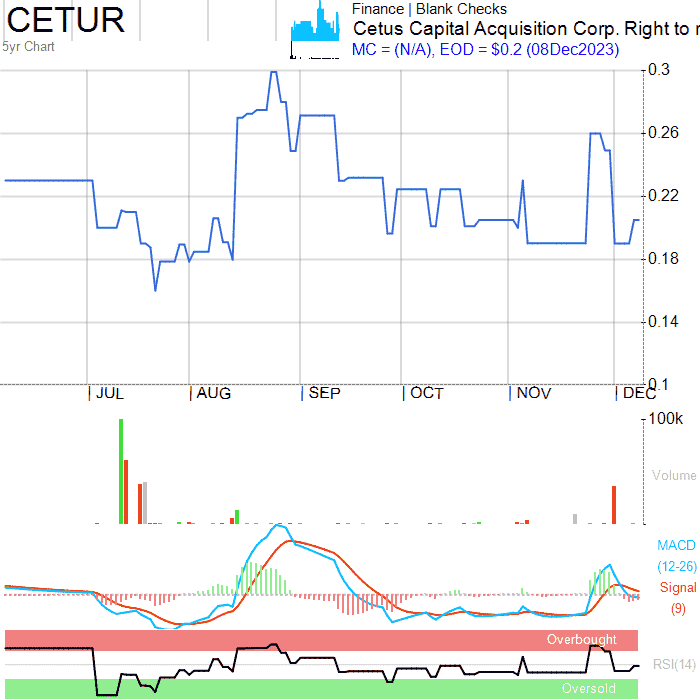 CETUR
5yr Chart
Finance | Blank Checks
Cetus Capital Acquisition Corp. Right to r
MC = (N/A), EOD = $0.2 (08Dec2023)
0.3
0.26
0.22
0.18
0.14
0.1
JUL AUG SEP OCT NOV DEC
100k
Volume
MACD
(12-26)
Signal
(9)
Overbought
RSI(14)
Oversold